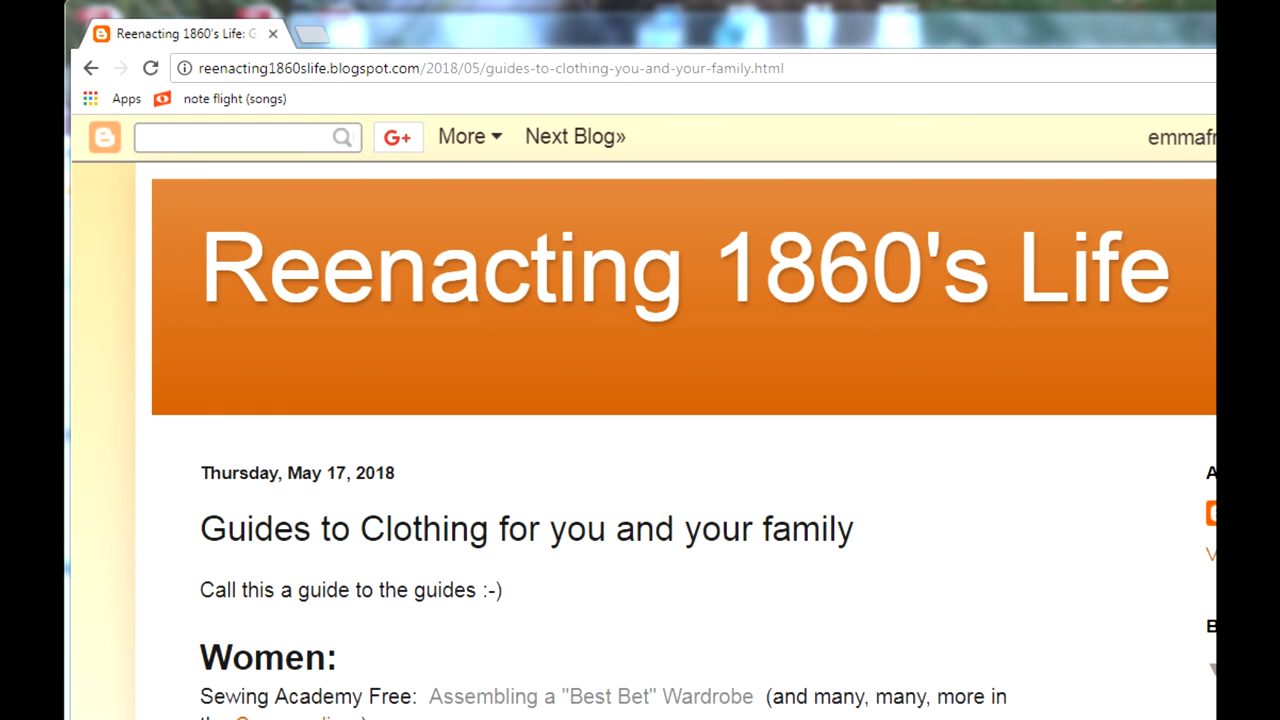 Reenacting 1860's Life: G
reenacting1860slife.blogspot.com/2018/05/guides-to-clothing-you-and-your-family.html
Apps note flight (songs)
G+ More Next Blog» emmafr
Reenacting 1860's Life
Thursday, May 17, 2018
Guides to Clothing for you and your family
Call this a guide to the guides :-)
Women:
Sewing Academy Free: Assembling a "Best Bet" Wardrobe (and many, many, more in